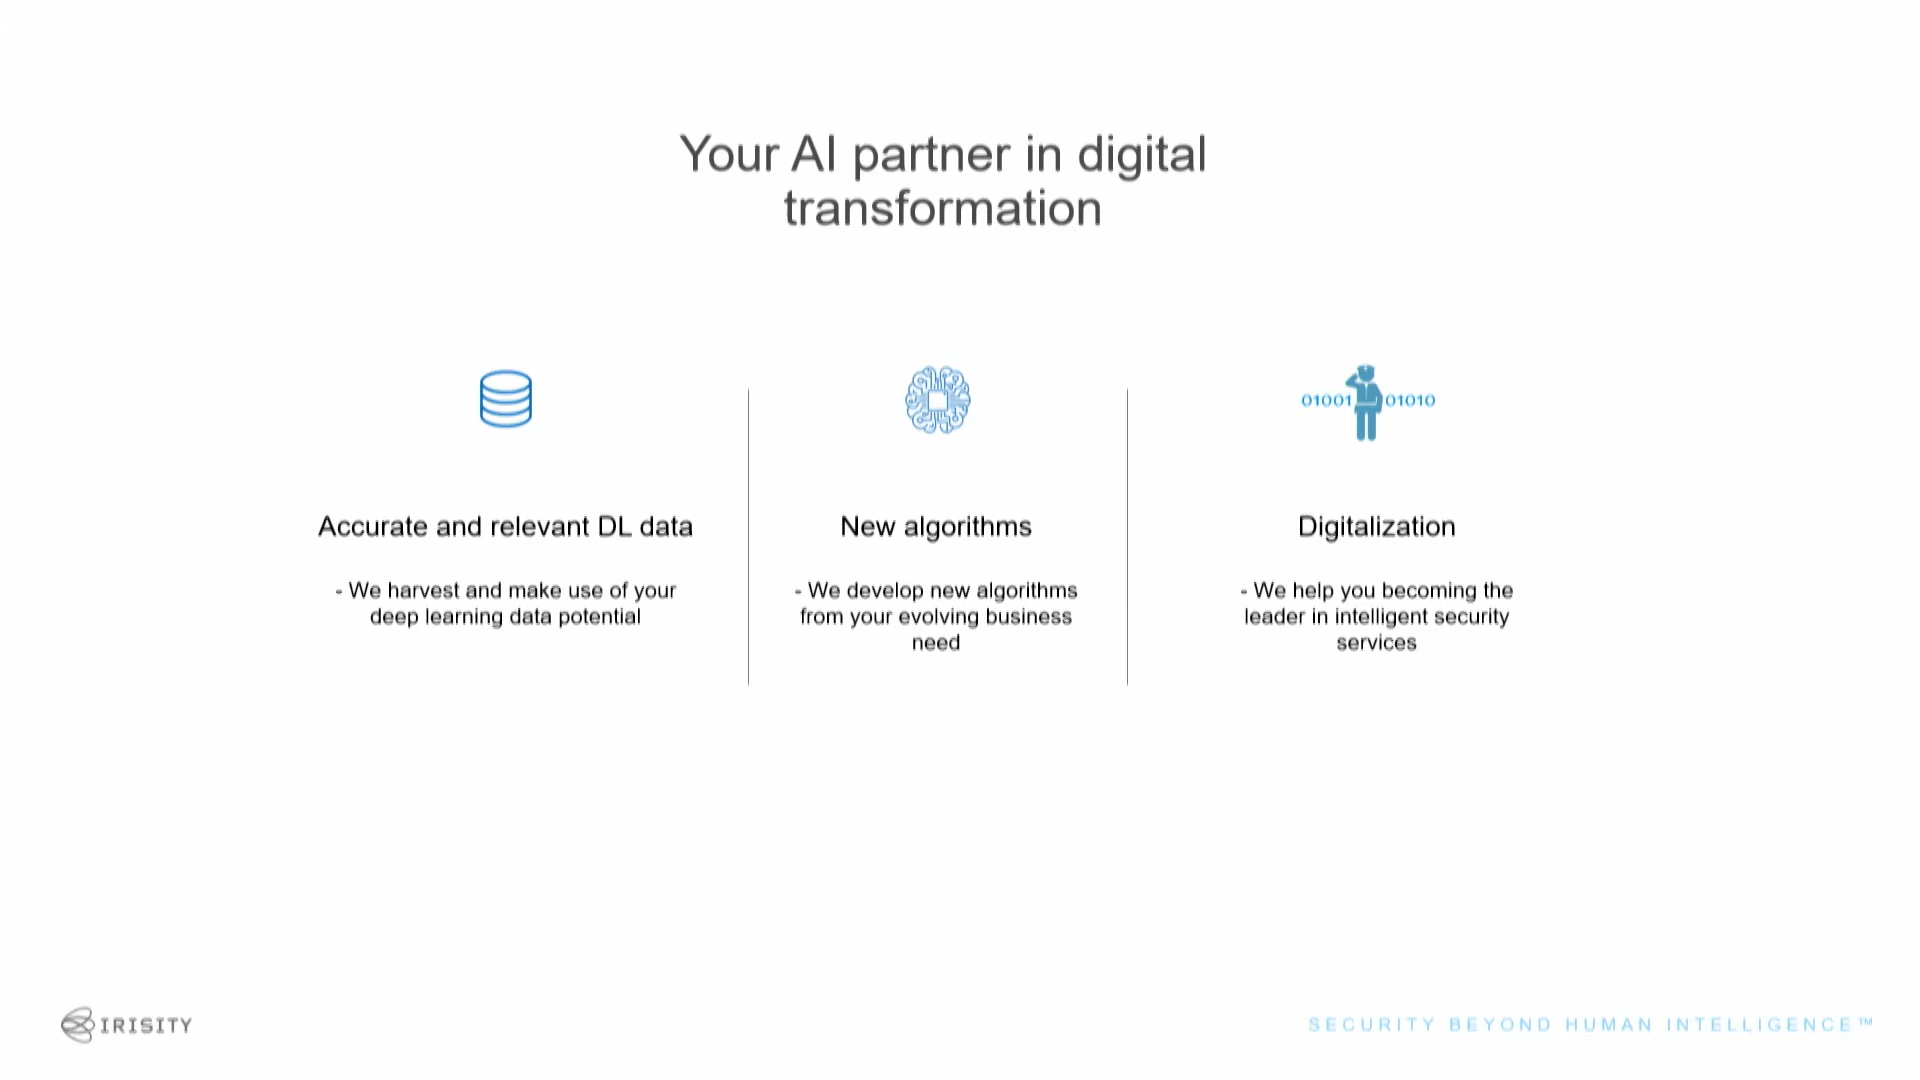 Your AI partner in digital
transformation
01001 01010
Accurate and relevant DL data
- We harvest and make use of your
deep learning data potential
New algorithms
- We develop new algorithms
from your evolving business
need
Digitalization
- We help you becoming the
leader in intelligent security
services
IRISITY
SECURITY BEYOND HUMAN INTELLIGENCE™